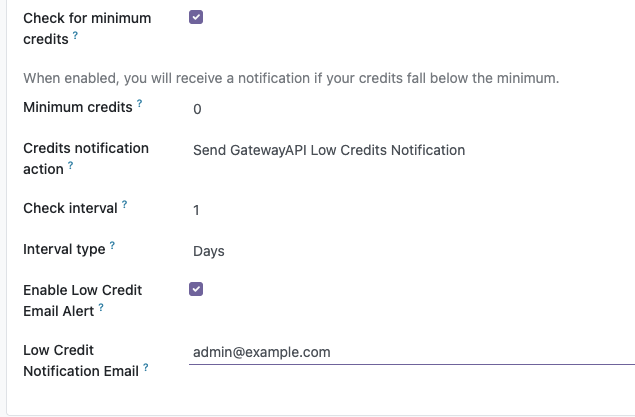 Check for minimum
credits ?
When enabled, you will receive a notification if your credits fall below the minimum.
Minimum credits ? 0
Credits notification
action ? Send GatewayAPI Low Credits Notification
Check interval ? 1
Interval type ? Days
Enable Low Credit
Email Alert ?
Low Credit
Notification Email ? admin@example.com